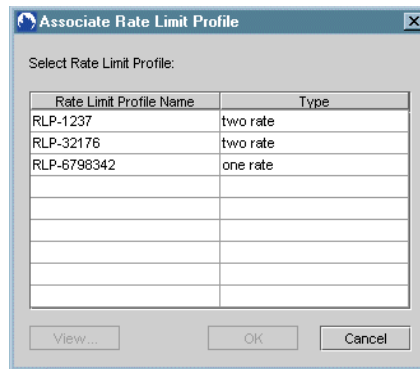 Associate Rate Limit Profile
Select Rate Limit Profile:
Rate Limit Profile Name Type
RLP-1237 two rate
RLP-32176 two rate
RLP-6798342 one rate
View... OK Cancel